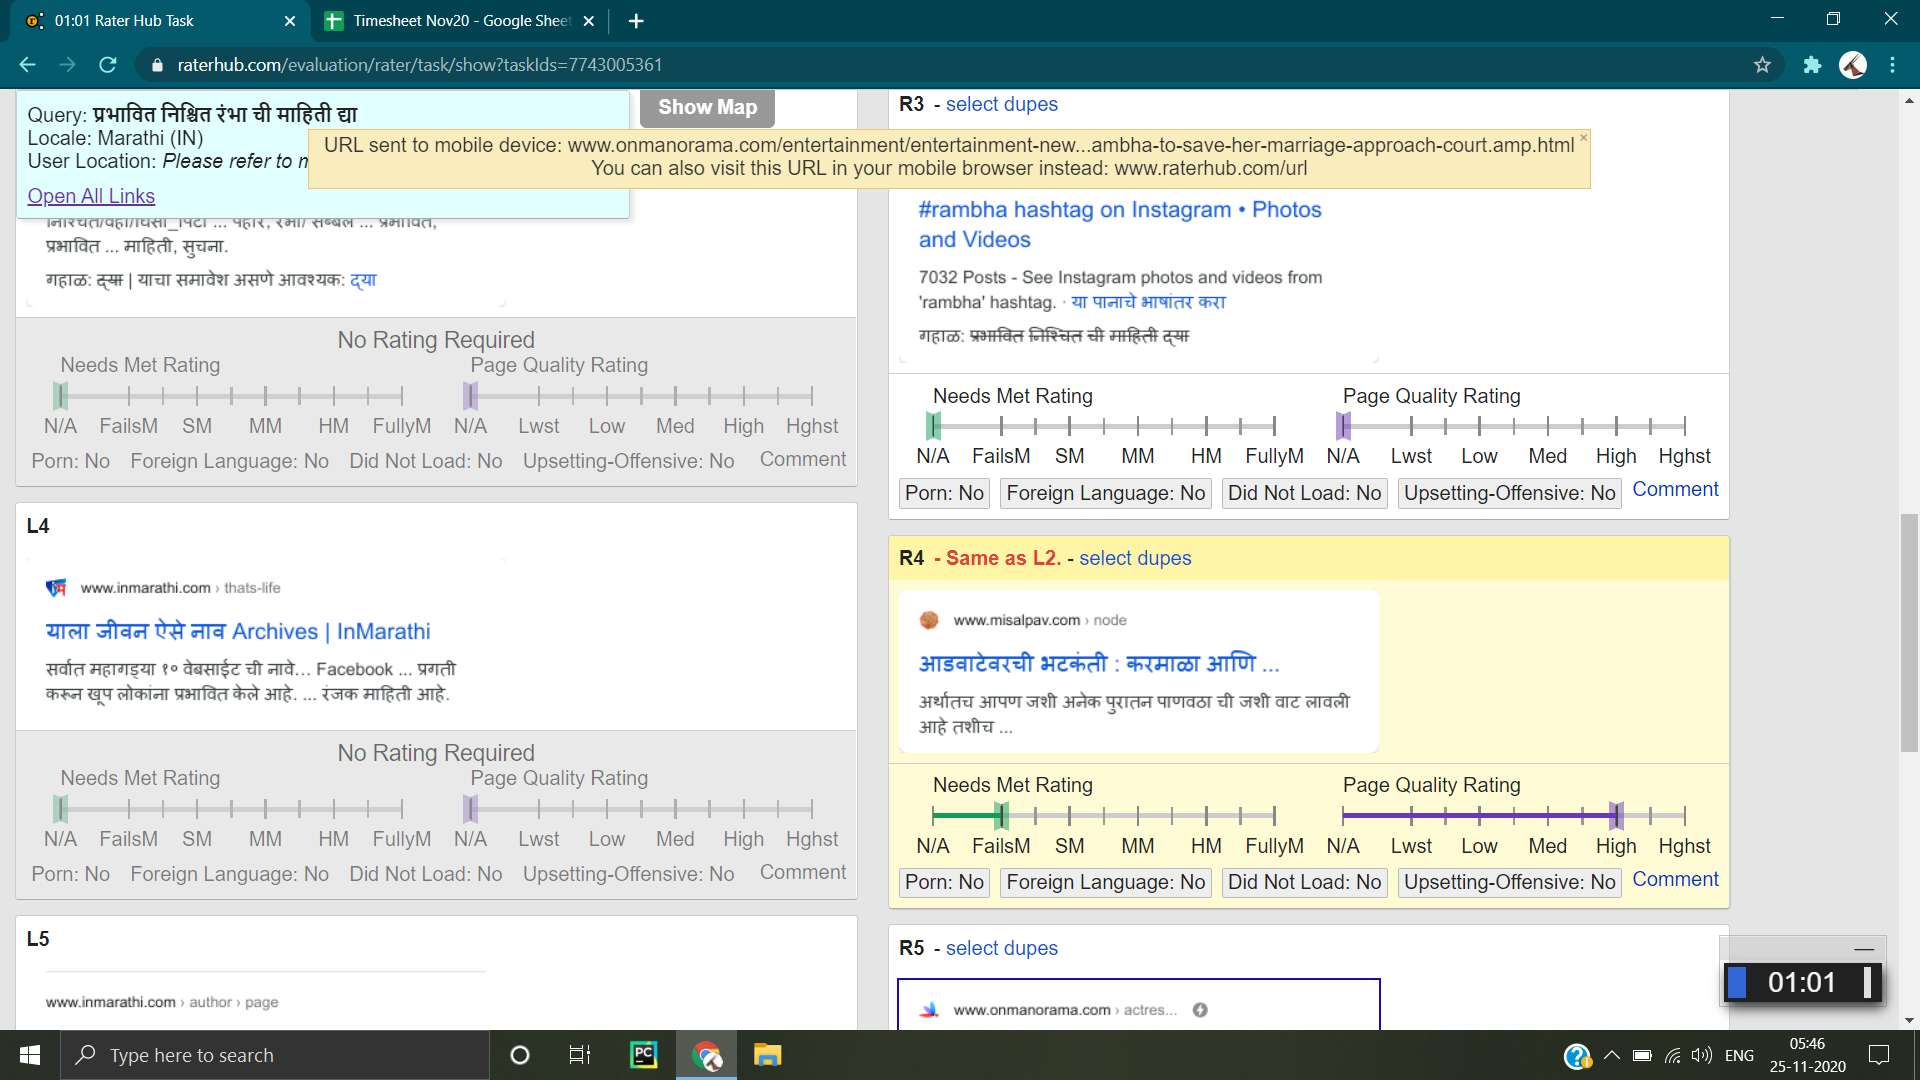 01:01 Rater Hub Task
Timesheet Nov20 - Google Sheet
raterhub.com/evaluation/rater/task/show?taskIds=7743005361
Query: प्रभावित निश्चित रंभा ची माहिती द्या
Locale: Marathi (IN)
User Location: Please refer to m
Open All Links
Show Map
URL sent to mobile device: www.onmanorama.com/entertainment/entertainment-new...ambha-to-save-her-marriage-approach-court.amp.html
You can also visit this URL in your mobile browser instead: www.raterhub.com/url
प्रभावित ... माहिती, सुचना.
गहाळ: द्या | याचा समावेश असणे आवश्यक: द्या
No Rating Required
Needs Met Rating
Page Quality Rating
N/A FailsM SM MM HM FullyM N/A Lwst Low Med High Hghst
Porn: No Foreign Language: No Did Not Load: No Upsetting-Offensive: No Comment
L4
www.inmarathi.com › thats-life
याला जीवन ऐसे नाव Archives | InMarathi
सर्वात महागड्या १० वेबसाईट ची नावे... Facebook ... प्रगती
करून खूप लोकांना प्रभावित केले आहे. ... रंजक माहिती आहे.
No Rating Required
Needs Met Rating
Page Quality Rating
N/A FailsM SM MM HM FullyM N/A Lwst Low Med High Hghst
Porn: No Foreign Language: No Did Not Load: No Upsetting-Offensive: No Comment
L5
www.inmarathi.com › author › page
R3 - select dupes
#rambha hashtag on Instagram • Photos
and Videos
7032 Posts - See Instagram photos and videos from
'rambha' hashtag. · या पानाचे भाषांतर करा
गहाळ: प्रभावित निश्चित ची माहिती द्या
Needs Met Rating
Page Quality Rating
N/A FailsM SM MM HM FullyM N/A Lwst Low Med High Hghst
Porn: No Foreign Language: No Did Not Load: No Upsetting-Offensive: No Comment
R4 - Same as L2. - select dupes
www.misalpav.com › node
आडवाटेवरची भटकंती : करमाळा आणि ...
अर्थातच आपण जशी अनेक पुरातन पाणवठा ची जशी वाट लावली
आहे तशीच ...
Needs Met Rating
Page Quality Rating
N/A FailsM SM MM HM FullyM N/A Lwst Low Med High Hghst
Porn: No Foreign Language: No Did Not Load: No Upsetting-Offensive: No Comment
R5 - select dupes
www.onmanorama.com › actres...
01:01
Type here to search
PC
ENG
05:46
25-11-2020